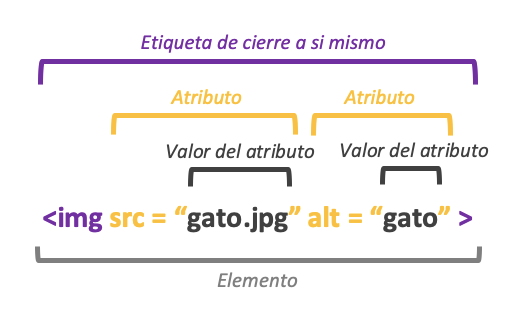 Etiqueta de cierre a si mismo
Atributo Atributo
Valor del atributo Valor del atributo
<img src = “gato.jpg” alt = “gato” >
Elemento